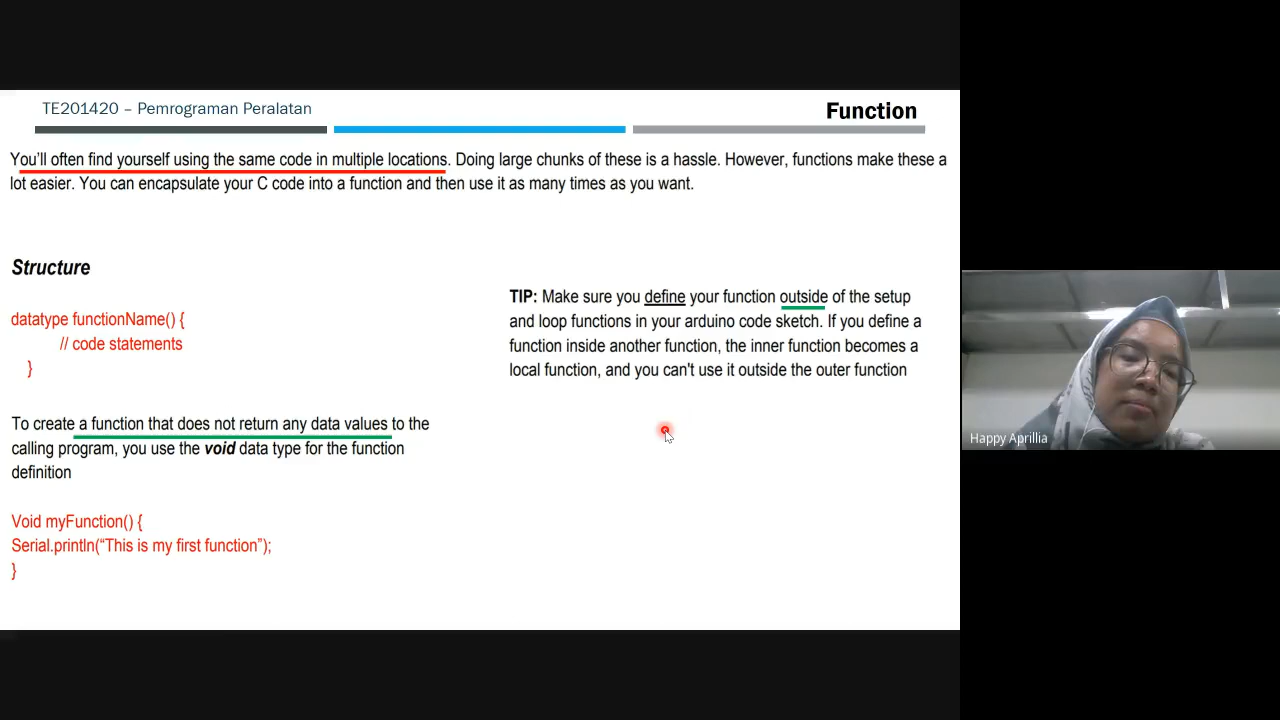 TE201420 – Pemrograman Peralatan
Function
You'll often find yourself using the same code in multiple locations. Doing large chunks of these is a hassle. However, functions make these a
lot easier. You can encapsulate your C code into a function and then use it as many times as you want.
Structure
datatype functionName() {
// code statements
}
To create a function that does not return any data values to the
calling program, you use the void data type for the function
definition
Void myFunction() {
Serial.println(“This is my first function”);
}
TIP: Make sure you define your function outside of the setup
and loop functions in your arduino code sketch. If you define a
function inside another function, the inner function becomes a
local function, and you can't use it outside the outer function
Happy Aprillia